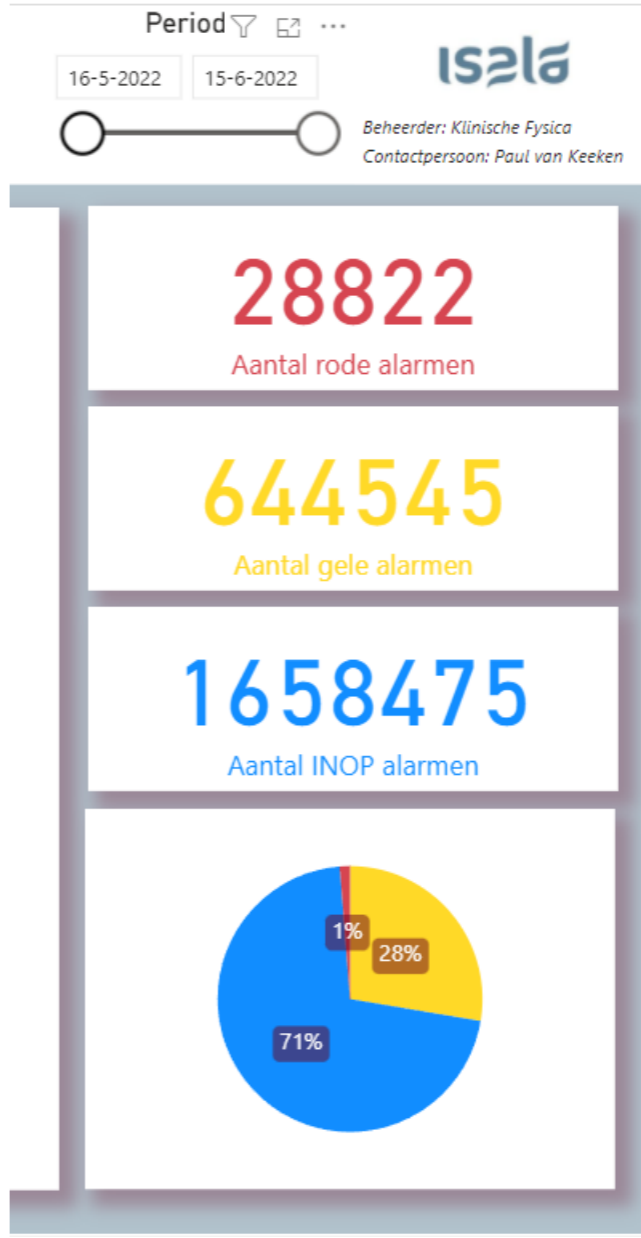 Period
16-5-2022 15-6-2022
isala
Beheerder: Klinische Fysica
Contactpersoon: Paul van Keeken
28822
Aantal rode alarmen
644545
Aantal gele alarmen
1658475
Aantal INOP alarmen
1%
28%
71%